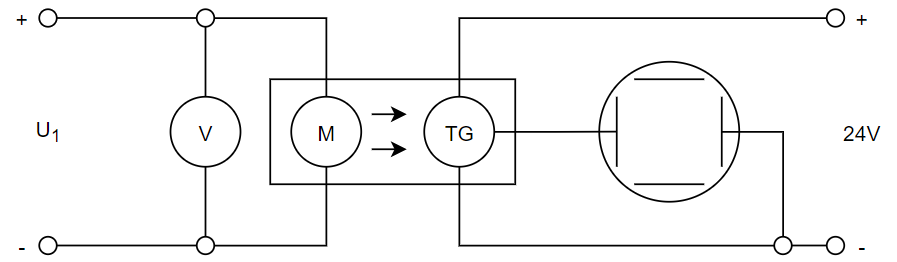 + +
U1 V M TG 24V
- -